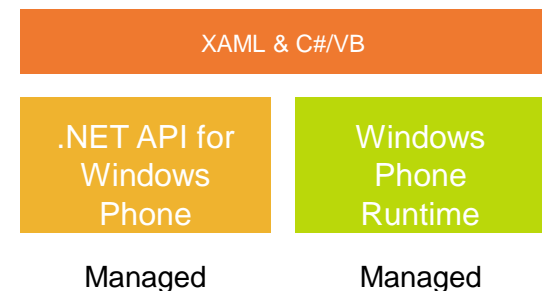 XAML & C#/VB
.NET API for
Windows
Phone
Windows
Phone
Runtime
Managed
Managed